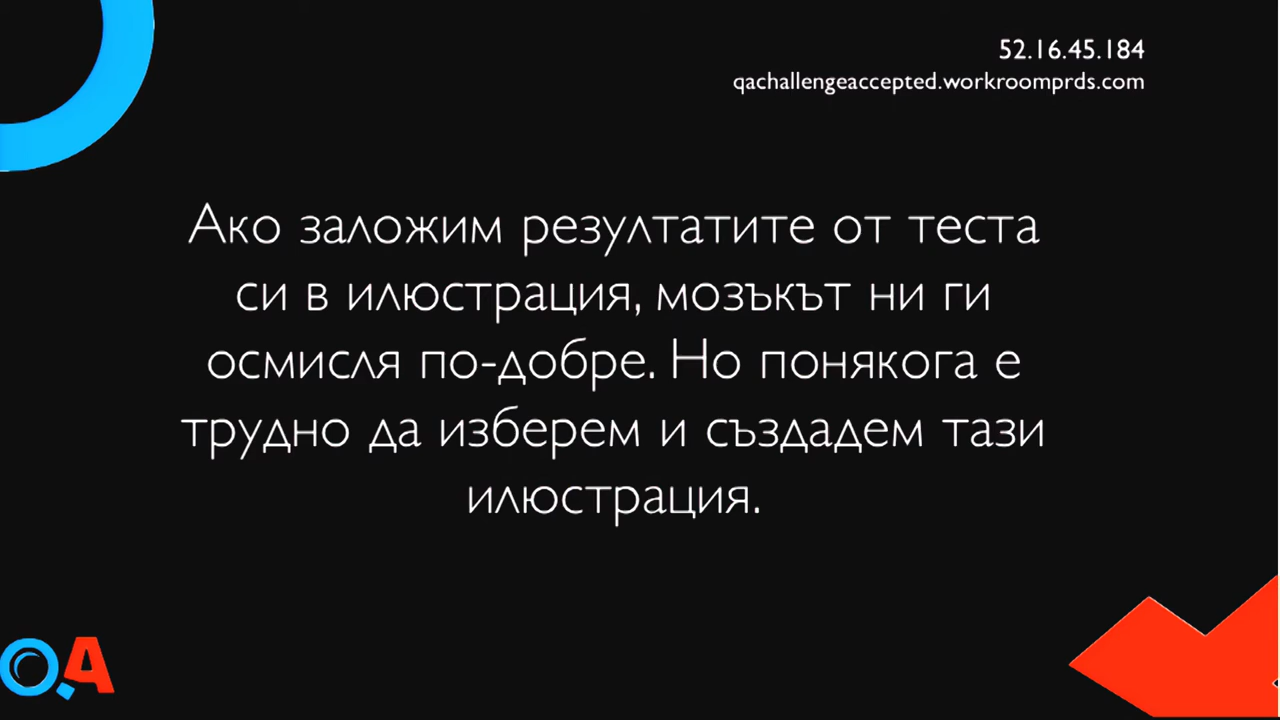 52.16.45.184
qachallengeaccepted.workroomprds.com
Ако заложим резултатите от теста
си в илюстрация, мозъкът ни ги
осмисля по-добре. Но понякога е
трудно да изберем и създадем тази
илюстрация.
QA